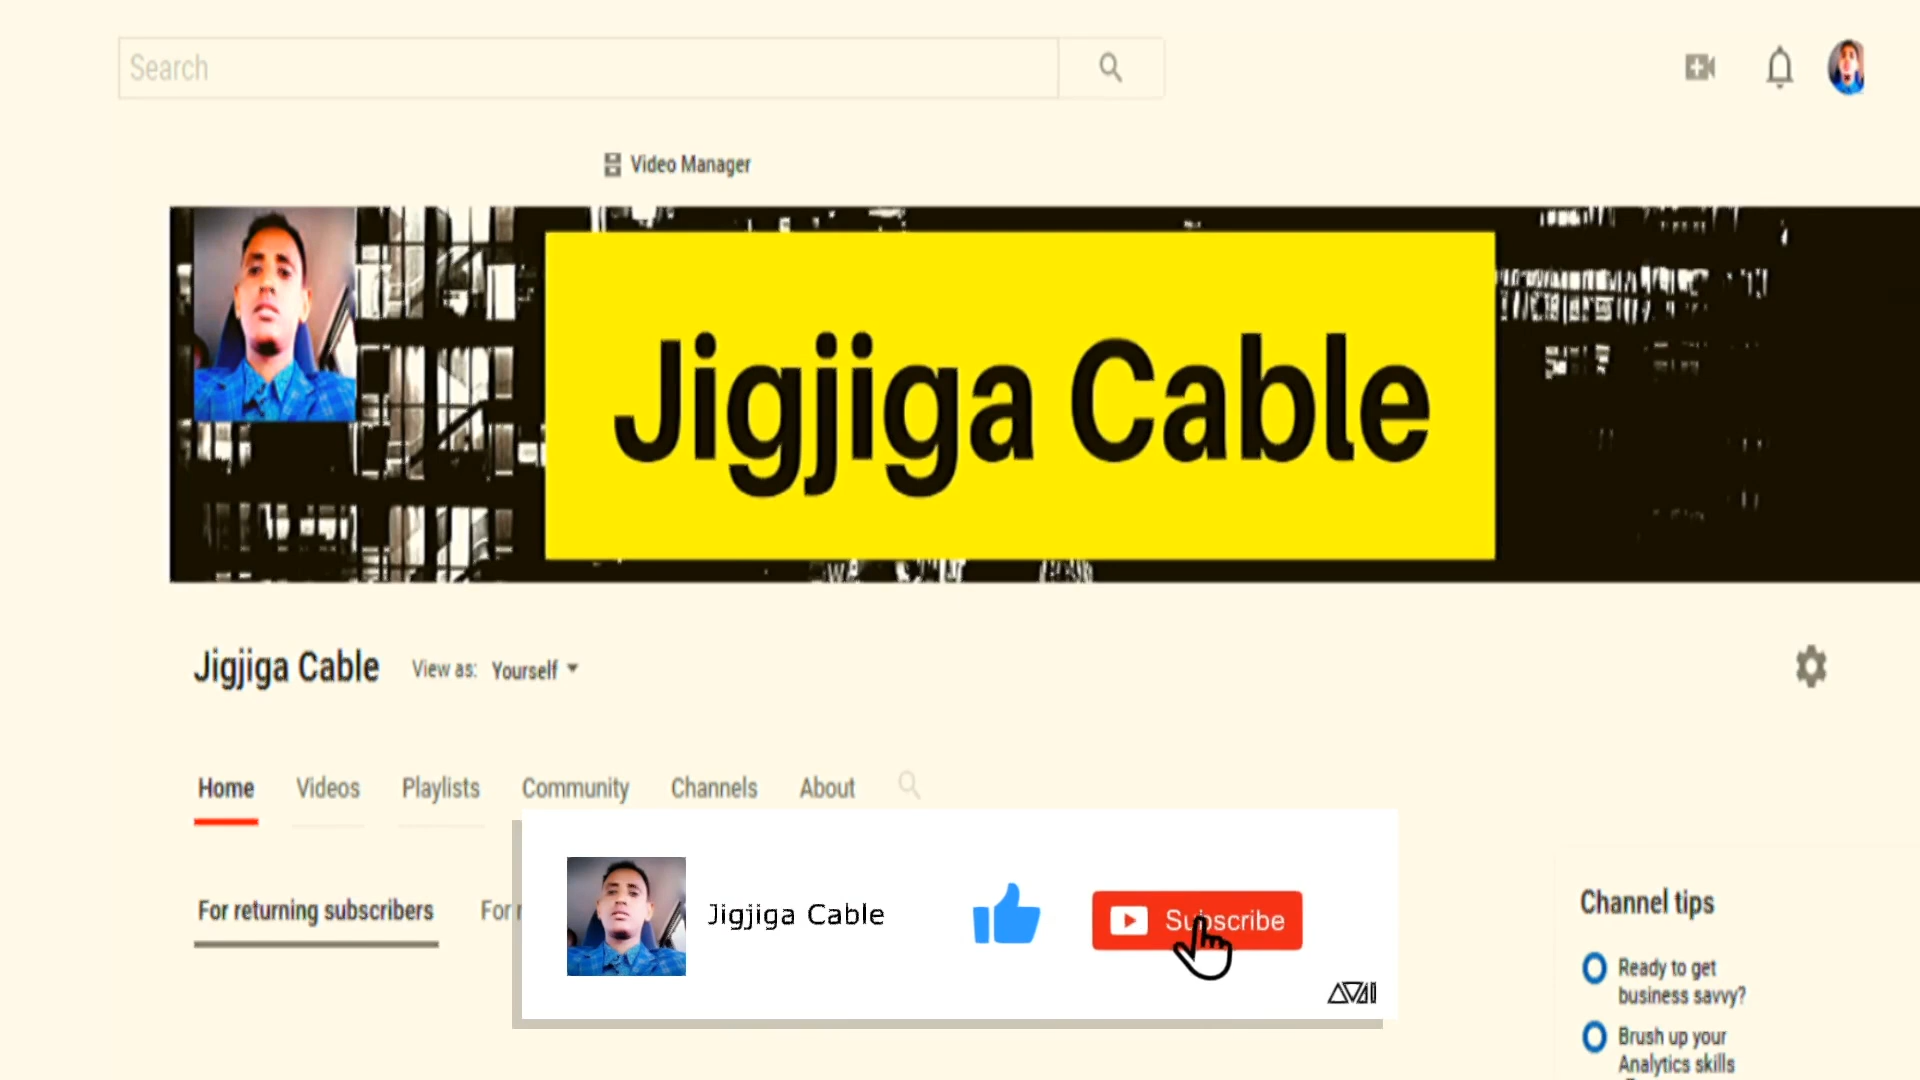 Search
Video Manager
Jigjiga Cable
Jigjiga Cable View as: Yourself
Home Videos Playlists Community Channels About
For returning subscribers For
Jigjiga Cable
Subscribe
Channel tips
Ready to get
business savvy?
Brush up your
Analytics skills